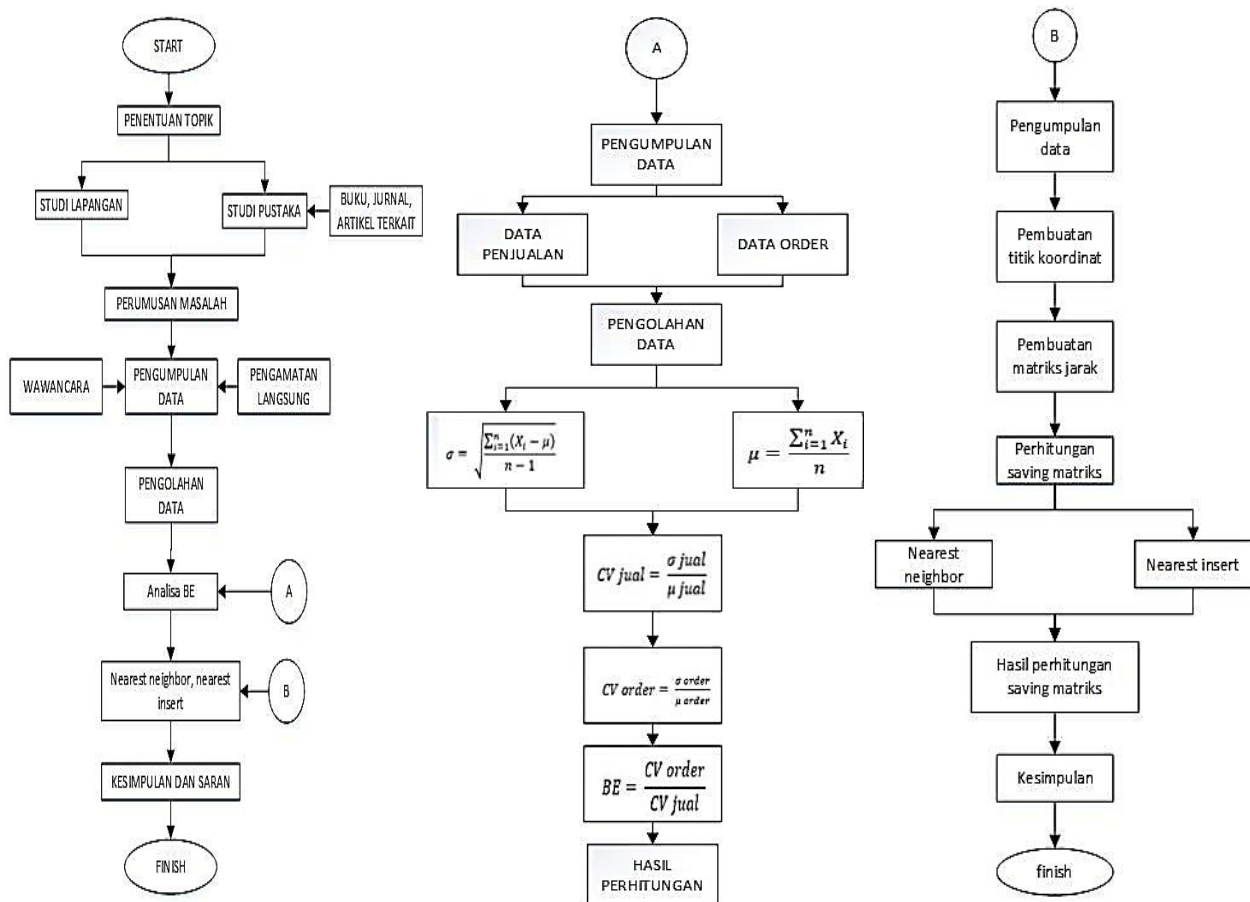 START
PENENTUAN TOPIK
STUDI LAPANGAN
STUDI PUSTAKA
BUKU, JURNAL,
ARTIKEL TERKAIT
PERUMUSAN MASALAH
WAWANCARA
PENGUMPULAN
DATA
PENGAMATAN
LANGSUNG
PENGOLAHAN
DATA
Analisa BE
A
Nearest neighbor, nearest
insert
B
KESIMPULAN DAN SARAN
FINISH
A
PENGUMPULAN
DATA
DATA
PENJUALAN
DATA ORDER
PENGOLAHAN
DATA
σ = √(∑ᵢ₌₁ⁿ(Xᵢ − μ) / n − 1)
μ = ∑ᵢ₌₁ⁿ Xᵢ / n
CV jual = σ jual / μ jual
CV order = σ order / μ order
BE = CV order / CV jual
HASIL
PERHITUNGAN
B
Pengumpulan
data
Pembuatan
titik koordinat
Pembuatan
matriks jarak
Perhitungan
saving matriks
Nearest
neighbor
Nearest insert
Hasil perhitungan
saving matriks
Kesimpulan
finish